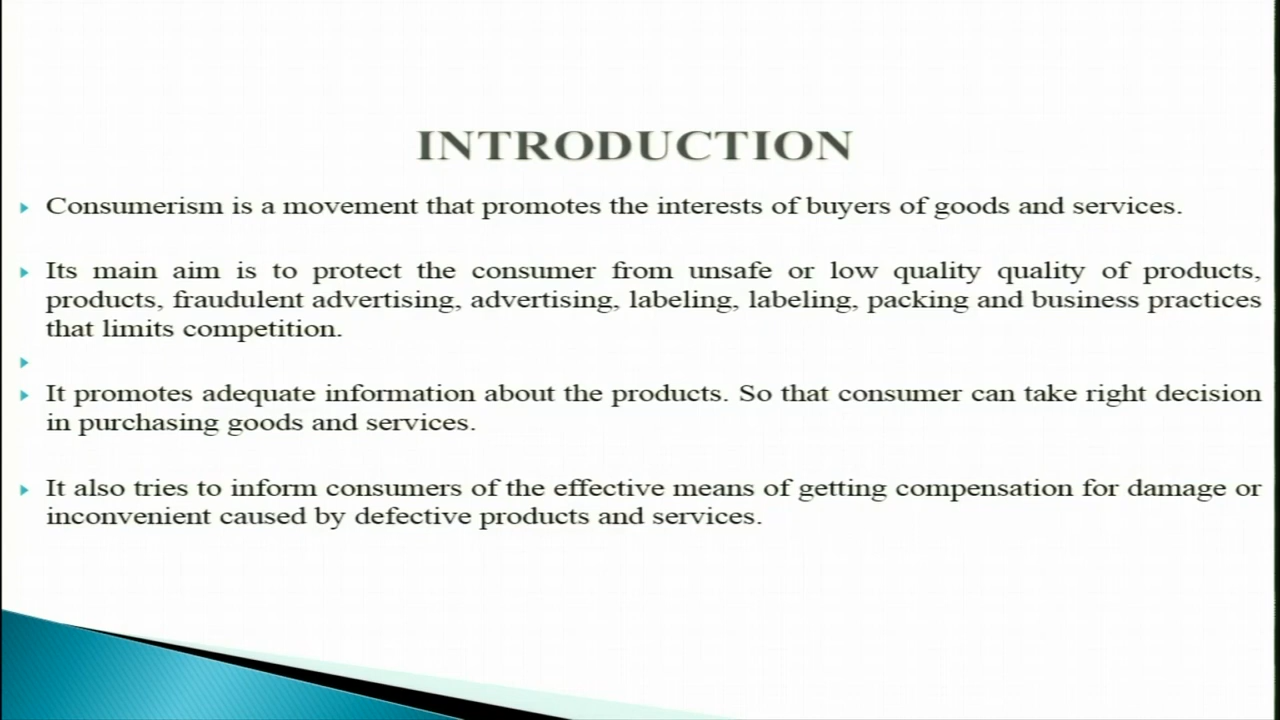 INTRODUCTION
Consumerism is a movement that promotes the interests of buyers of goods and services.
Its main aim is to protect the consumer from unsafe or low quality quality of products,
products, fraudulent advertising, advertising, labeling, labeling, packing and business practices
that limits competition.
It promotes adequate information about the products. So that consumer can take right decision
in purchasing goods and services.
It also tries to inform consumers of the effective means of getting compensation for damage or
inconvenient caused by defective products and services.